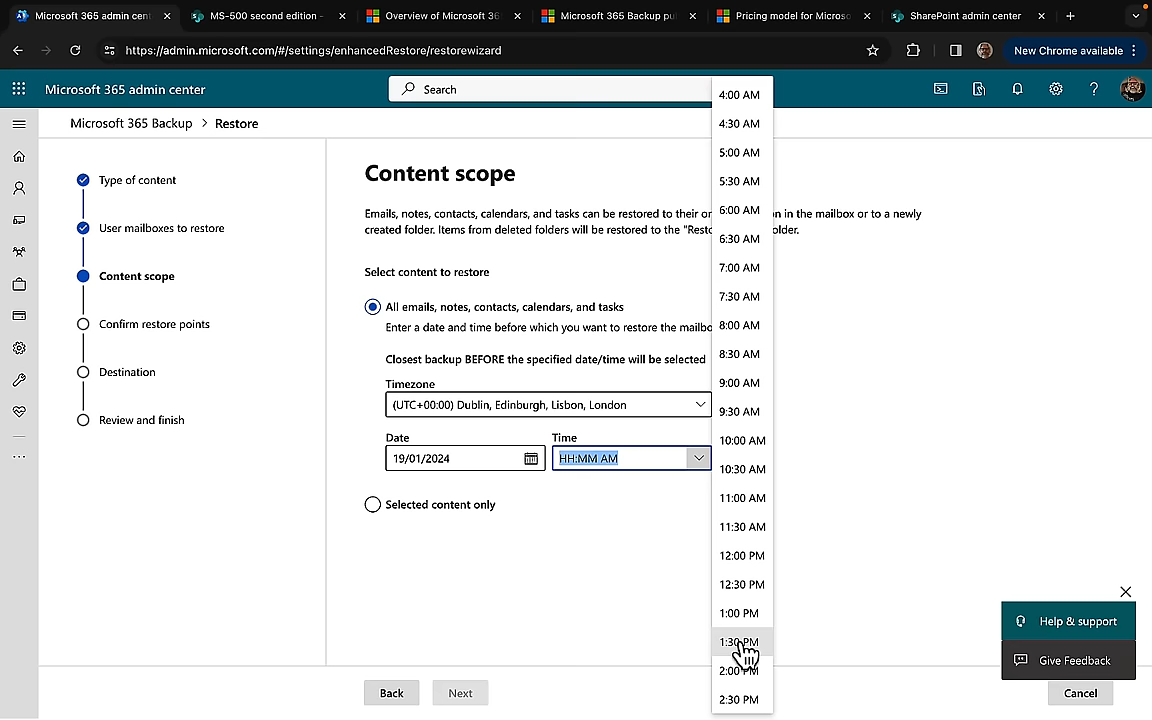 Microsoft 365 admin cent
MS-500 second edition -
Overview of Microsoft 36
Microsoft 365 Backup pu
Pricing model for Microso
SharePoint admin center
https://admin.microsoft.com/#/settings/enhancedRestore/restorewizard
New Chrome available
Microsoft 365 admin center
Search
Microsoft 365 Backup > Restore
Type of content
User mailboxes to restore
Content scope
Confirm restore points
Destination
Review and finish
Content scope
Emails, notes, contacts, calendars, and tasks can be restored to their or n in the mailbox or to a newly
created folder. Items from deleted folders will be restored to the "Resto older.
Select content to restore
All emails, notes, contacts, calendars, and tasks
Enter a date and time before which you want to restore the mailbo
Closest backup BEFORE the specified date/time will be selected
Timezone
(UTC+00:00) Dublin, Edinburgh, Lisbon, London
Date
Time
19/01/2024
HH:MM AM
Selected content only
4:00 AM
4:30 AM
5:00 AM
5:30 AM
6:00 AM
6:30 AM
7:00 AM
7:30 AM
8:00 AM
8:30 AM
9:00 AM
9:30 AM
10:00 AM
10:30 AM
11:00 AM
11:30 AM
12:00 PM
12:30 PM
1:00 PM
1:30 PM
2:00 PM
2:30 PM
Help & support
Give Feedback
Back
Next
Cancel